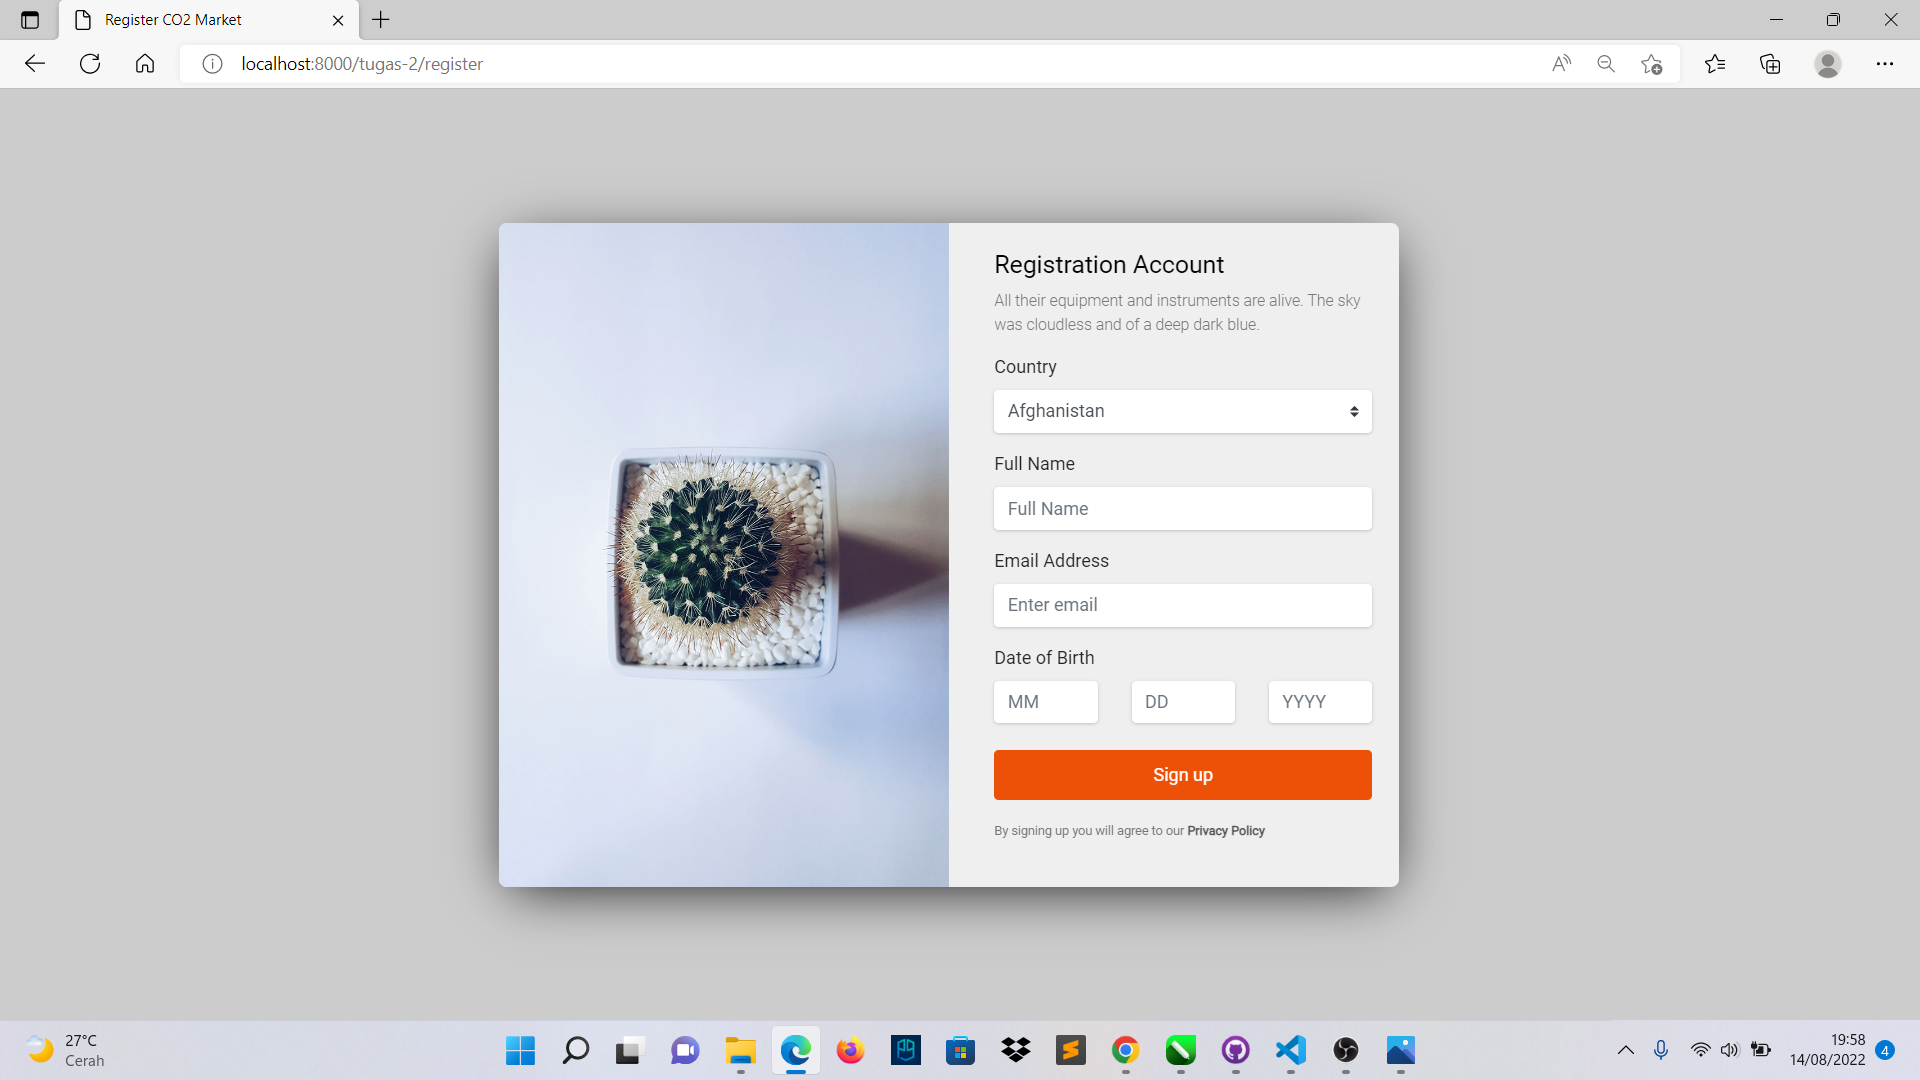 Register CO2 Market
localhost:8000/tugas-2/register
Registration Account
All their equipment and instruments are alive. The sky
was cloudless and of a deep dark blue.
Country
Afghanistan
Full Name
Full Name
Email Address
Enter email
Date of Birth
MM DD YYYY
Sign up
By signing up you will agree to our Privacy Policy
27°C
Cerah
19:58
14/08/2022
4